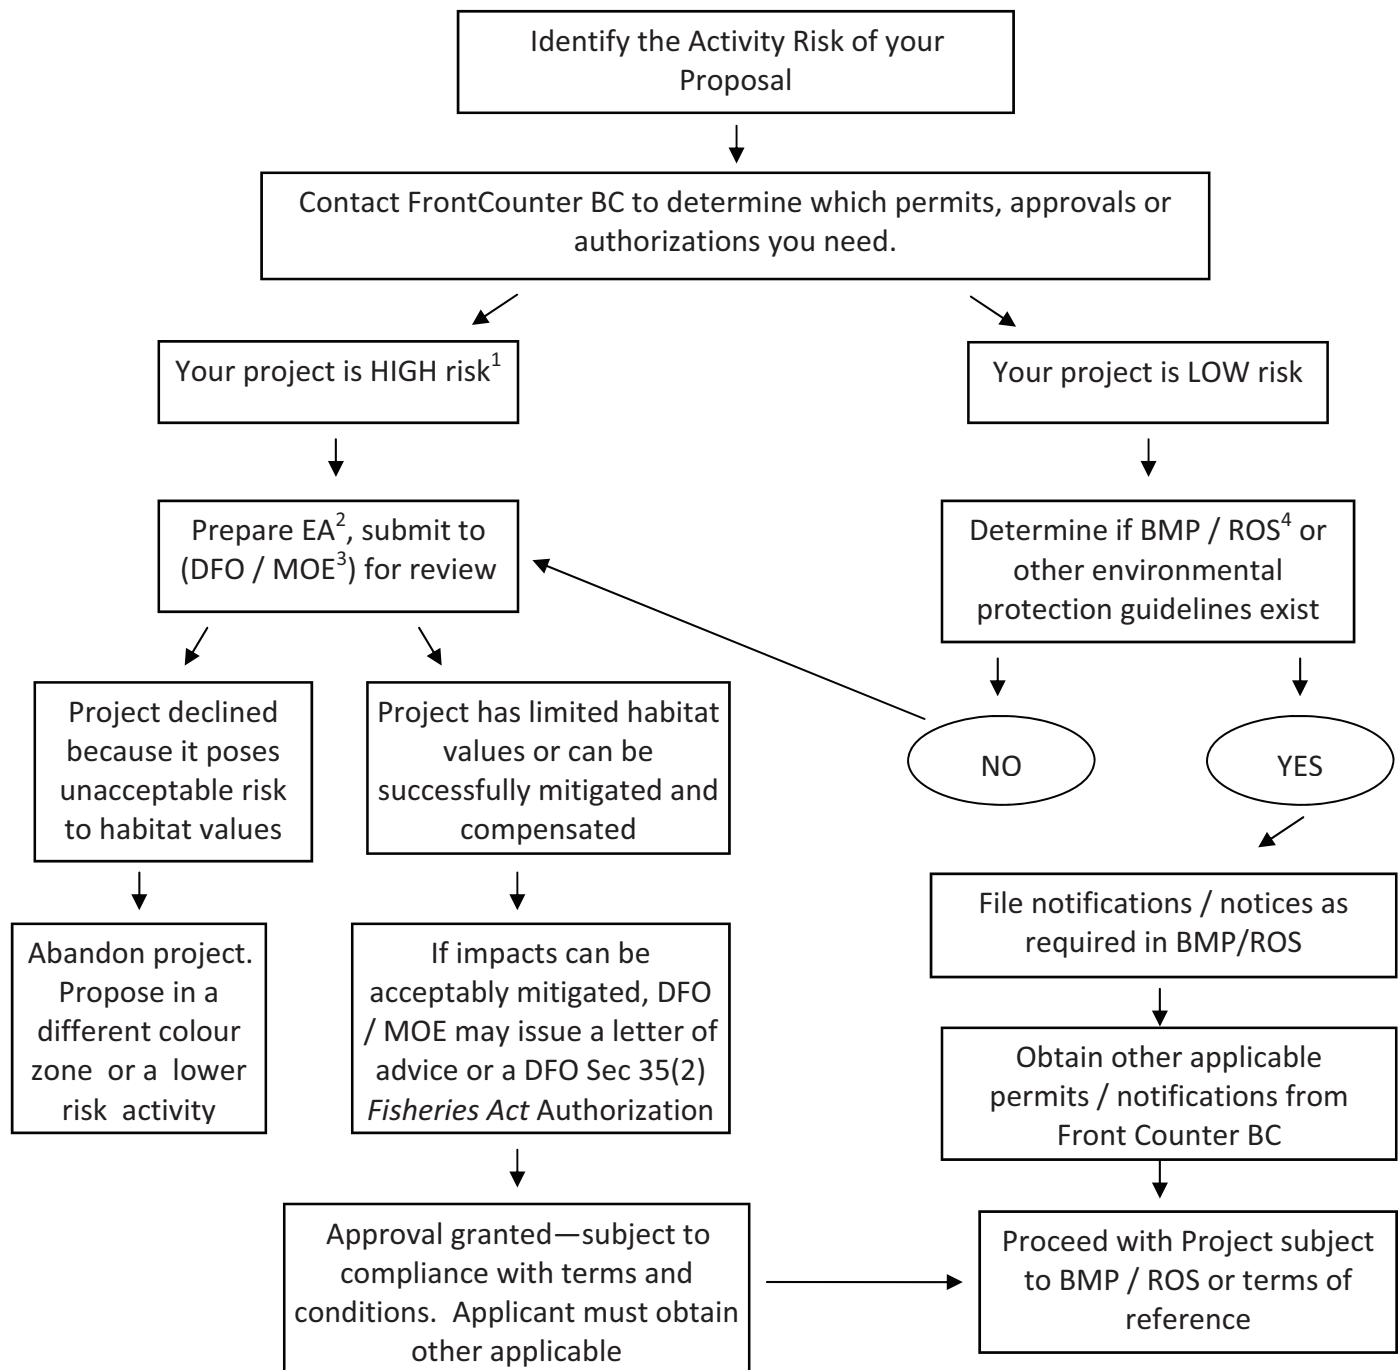 Identify the Activity Risk of your
Proposal
Contact FrontCounter BC to determine which permits, approvals or
authorizations you need.
Your project is HIGH risk1
Your project is LOW risk
Prepare EA2, submit to
(DFO / MOE3) for review
Determine if BMP / ROS4 or
other environmental
protection guidelines exist
Project declined
because it poses
unacceptable risk
to habitat values
Project has limited habitat
values or can be
successfully mitigated and
compensated
NO
YES
Abandon project.
Propose in a
different colour
zone or a lower
risk activity
If impacts can be
acceptably mitigated, DFO
/ MOE may issue a letter of
advice or a DFO Sec 35(2)
Fisheries Act Authorization
File notifications / notices as
required in BMP/ROS
Obtain other applicable
permits / notifications from
Front Counter BC
Approval granted—subject to
compliance with terms and
conditions. Applicant must obtain
other applicable
Proceed with Project subject
to BMP / ROS or terms of
reference